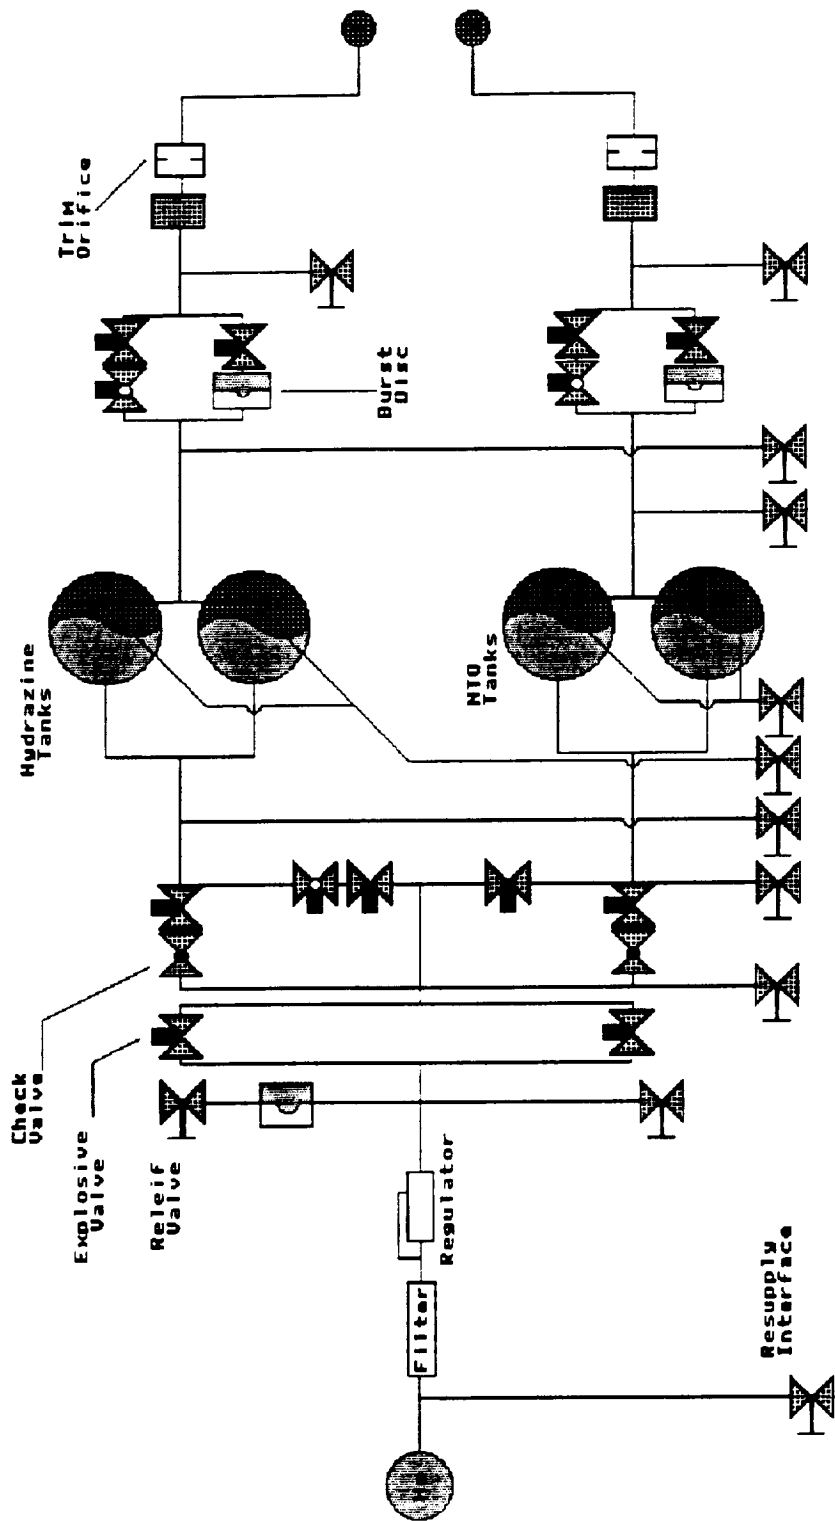 Trim
Orifice
Burst
Disc
Hydrazine
Tanks
NTO
Tanks
Check
Valve
Explosive
Valve
Releif
Valve
Regulator
Filter
Resupply
Interface